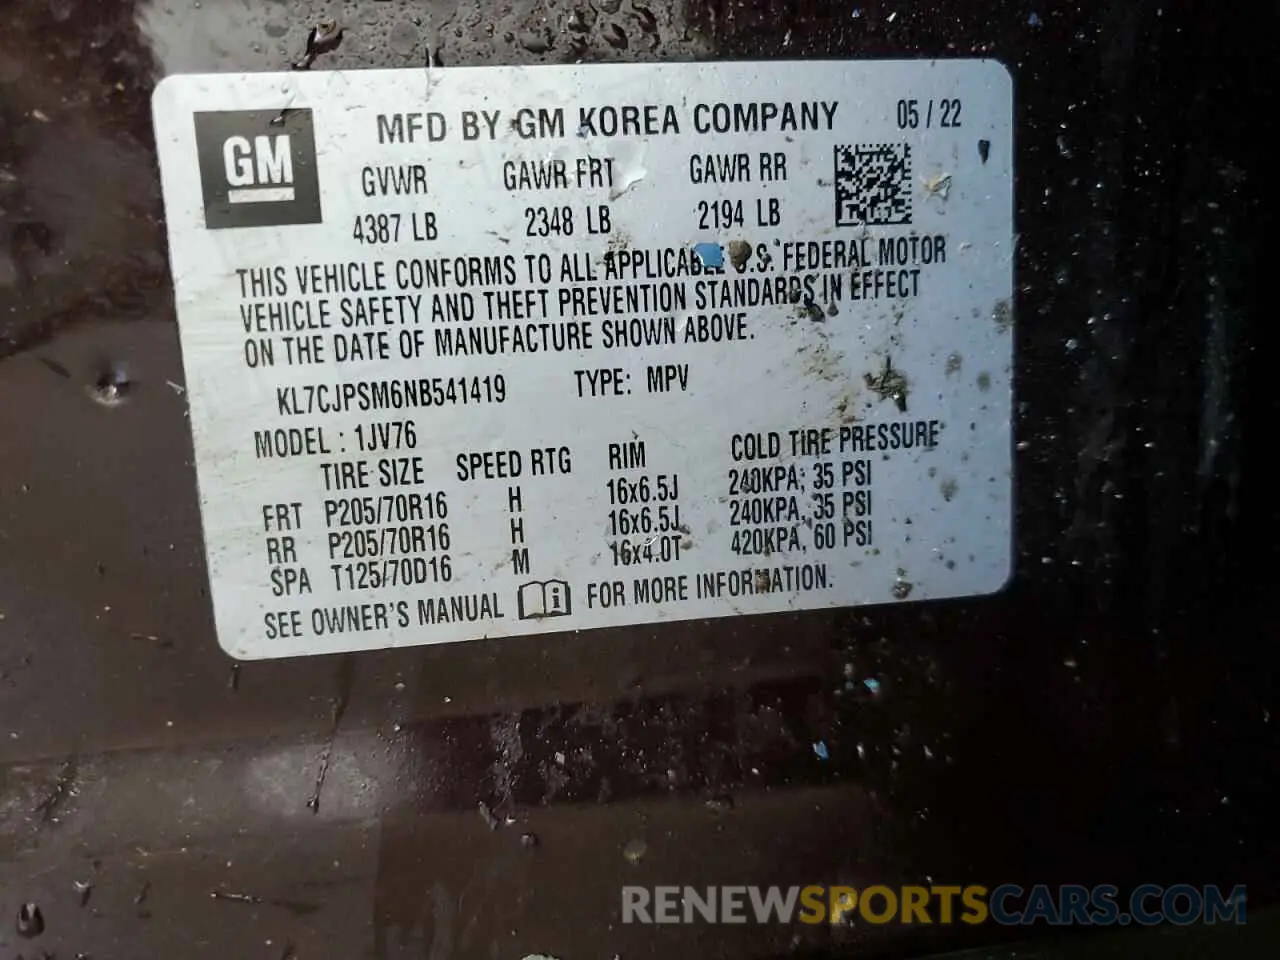 GM
MFD BY GM KOREA COMPANY 05 / 22
GVWR GAWR FRT GAWR RR
4387 LB 2348 LB 2194 LB
THIS VEHICLE CONFORMS TO ALL APPLICABLE U.S. FEDERAL MOTOR
VEHICLE SAFETY AND THEFT PREVENTION STANDARDS IN EFFECT
ON THE DATE OF MANUFACTURE SHOWN ABOVE.
KL7CJPSM6NB541419 TYPE: MPV
MODEL : 1JV76
TIRE SIZE SPEED RTG RIM COLD TIRE PRESSURE
FRT P205/70R16 H 16x6.5J 240KPA, 35 PSI
RR P205/70R16 H 16x6.5J 240KPA, 35 PSI
SPA T125/70D16 M 16x4.0T 420KPA, 60 PSI
SEE OWNER'S MANUAL i FOR MORE INFORMATION.
RENEWSPORTSCARS.COM